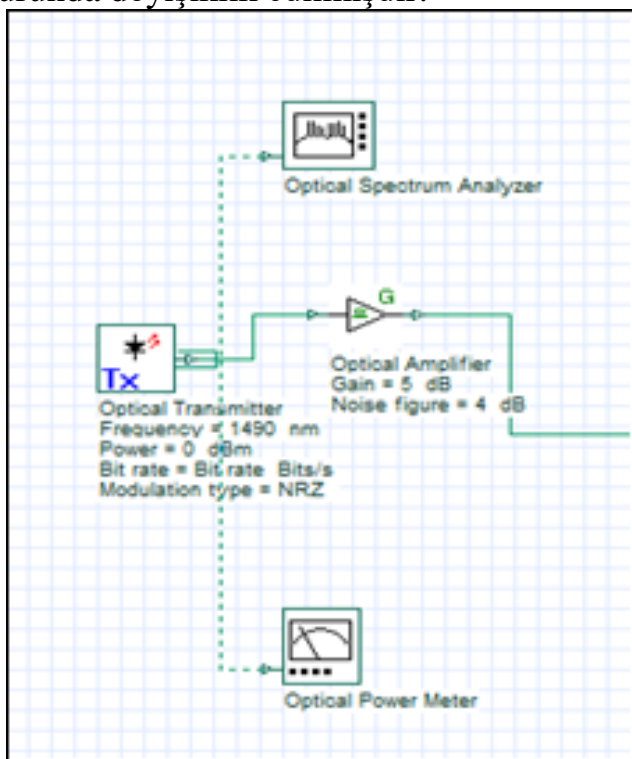 Optical Spectrum Analyzer
G
Tx
Optical Amplifier
Gain = 5 dB
Noise figure = 4 dB
Optical Transmitter
Frequency = 1490 nm
Power = 0 dBm
Bit rate = Bit rate Bits/s
Modulation type = NRZ
Optical Power Meter